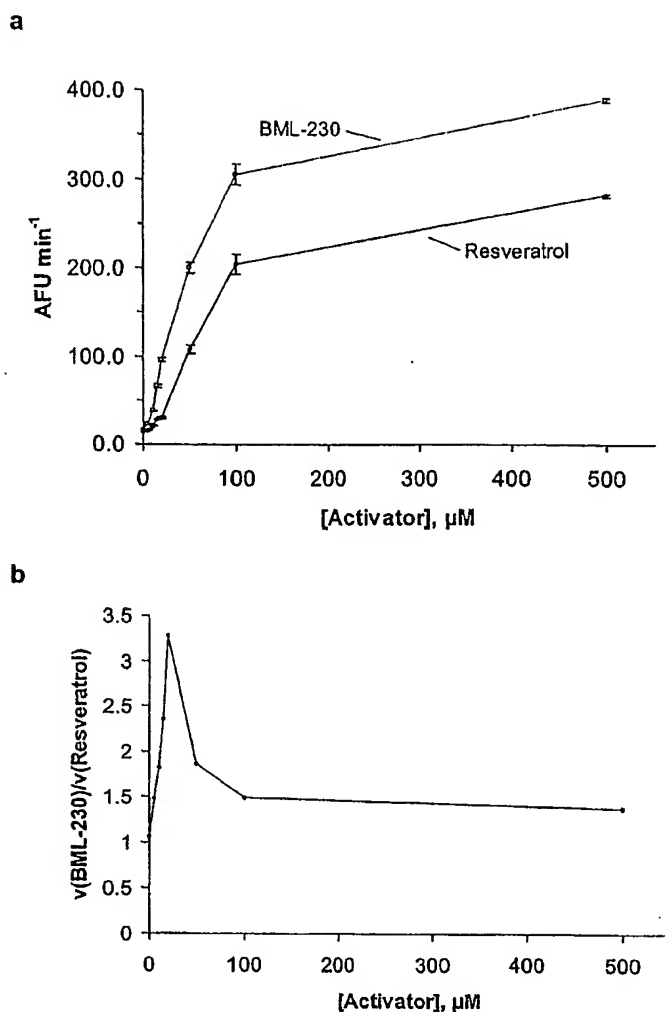 a
400.0
300.0
200.0
100.0
0.0
AFU min⁻¹
BML-230
Resveratrol
0 100 200 300 400 500
[Activator], µM
b
3.5
3
2.5
2
1.5
1
0.5
0
v(BML-230)/v(Resveratrol)
0 100 200 300 400 500
[Activator], µM